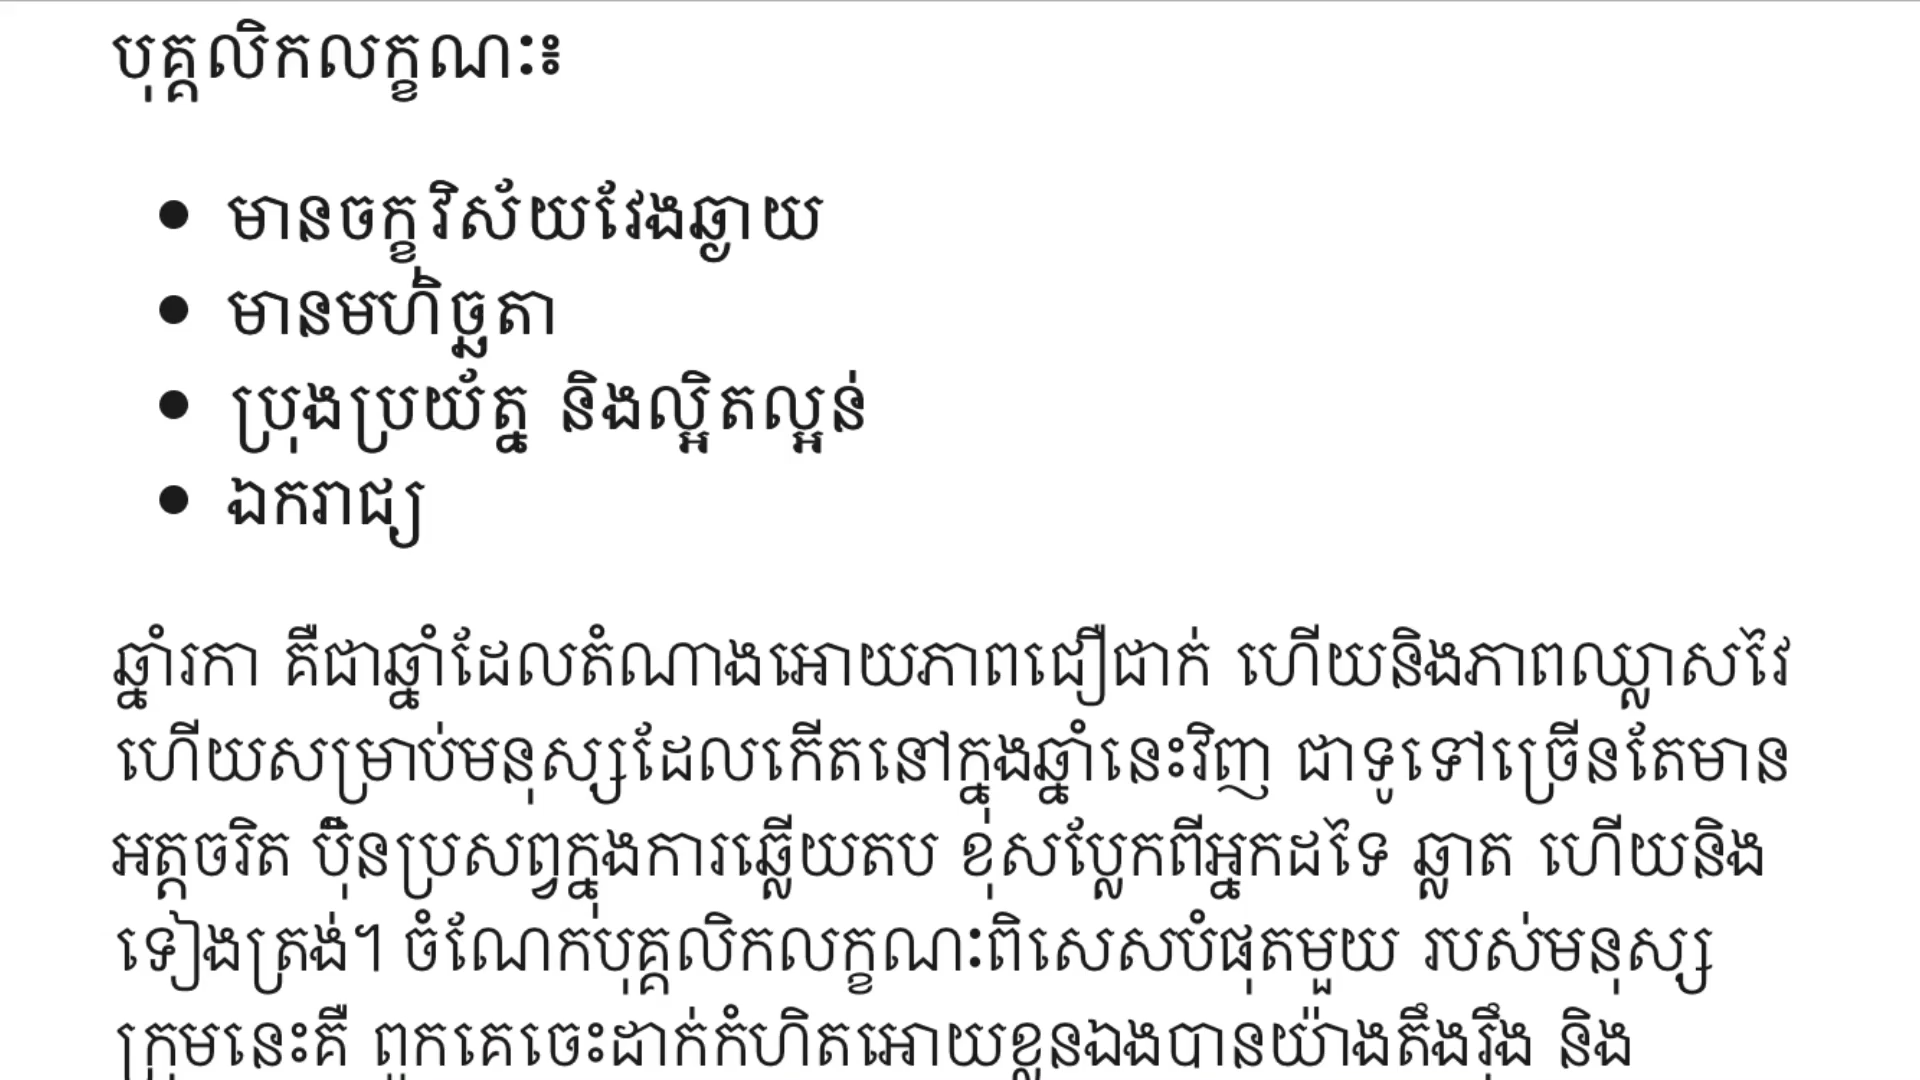 បុគ្គលិកលក្ខណៈ៖
មានចក្ខុវិស័យវែងឆ្ងាយ
មានមហិច្ឆតា
ប្រុងប្រយ័ត្ន និងល្អិតល្អន់
ឯករាជ្យ
ឆ្នាំរកា គឺជាឆ្នាំដែលតំណាងអោយភាពជឿជាក់ ហើយនិងភាពឈ្លាសវៃ
ហើយសម្រាប់មនុស្សដែលកើតនៅក្នុងឆ្នាំនេះវិញ ជាទូទៅច្រើនតែមាន
អត្តចរិត ប៉ិនប្រសព្វក្នុងការឆ្លើយតប ខុសប្លែកពីអ្នកដទៃ ឆ្លាត ហើយនិង
ទៀងត្រង់។ ចំណែកបុគ្គលិកលក្ខណៈពិសេសបំផុតមួយ របស់មនុស្ស
ក្រុមនេះគឺ ពួកគេចេះដាក់កំហិតអោយខ្លួនឯងបានយ៉ាងតឹងរ៉ឹង និង